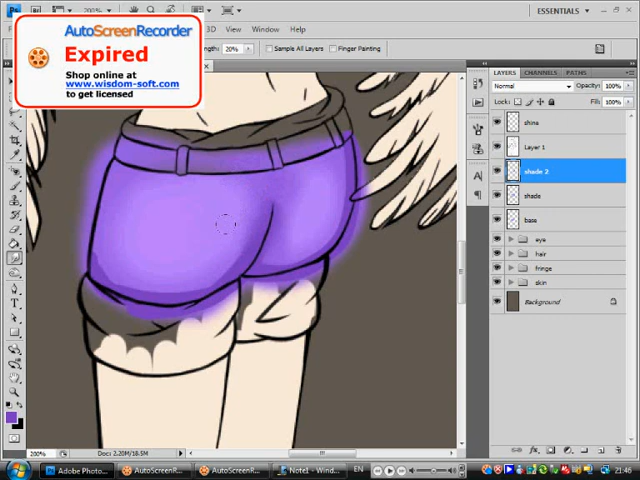 AutoScreenRecorder
Expired
Shop online at
www.wisdom-soft.com
to get licensed
Ps
View Window Help
ESSENTIALS
20%
Sample All Layers
Finger Painting
LAYERS CHANNELS PATHS
Normal
Opacity: 100%
Lock:
Fill: 100%
shine
Layer 1
shade 2
shade
base
eye
hair
fringe
skin
Background
200%
Doc: 2.20M/18.5M
Adobe Photo...
AutoScreenR...
AutoScreenR...
Note1 - Wind...
EN
21:46